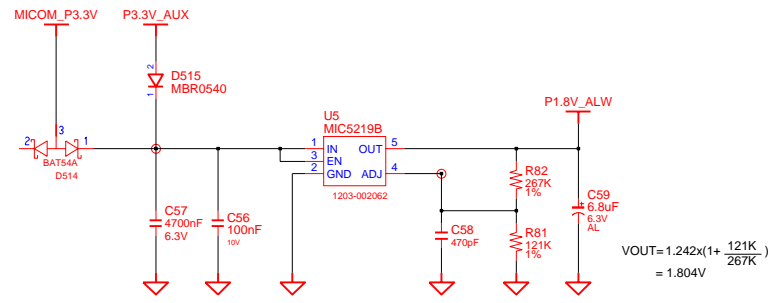 MICOM_P3.3V
P3.3V_AUX
2
D515
MBR0540
1
P1.8V_ALW
U5
MIC5219B
3
2
1
BAT54A
D514
1
IN
OUT
5
3
EN
2
GND
ADJ
4
1203-002062
R82
267K
1%
C59
6.8uF
6.3V
AL
C57
4700nF
6.3V
C56
100nF
10V
C58
470pF
R81
121K
1%
VOUT=1.242x(1+ 121K
267K )
= 1.804V